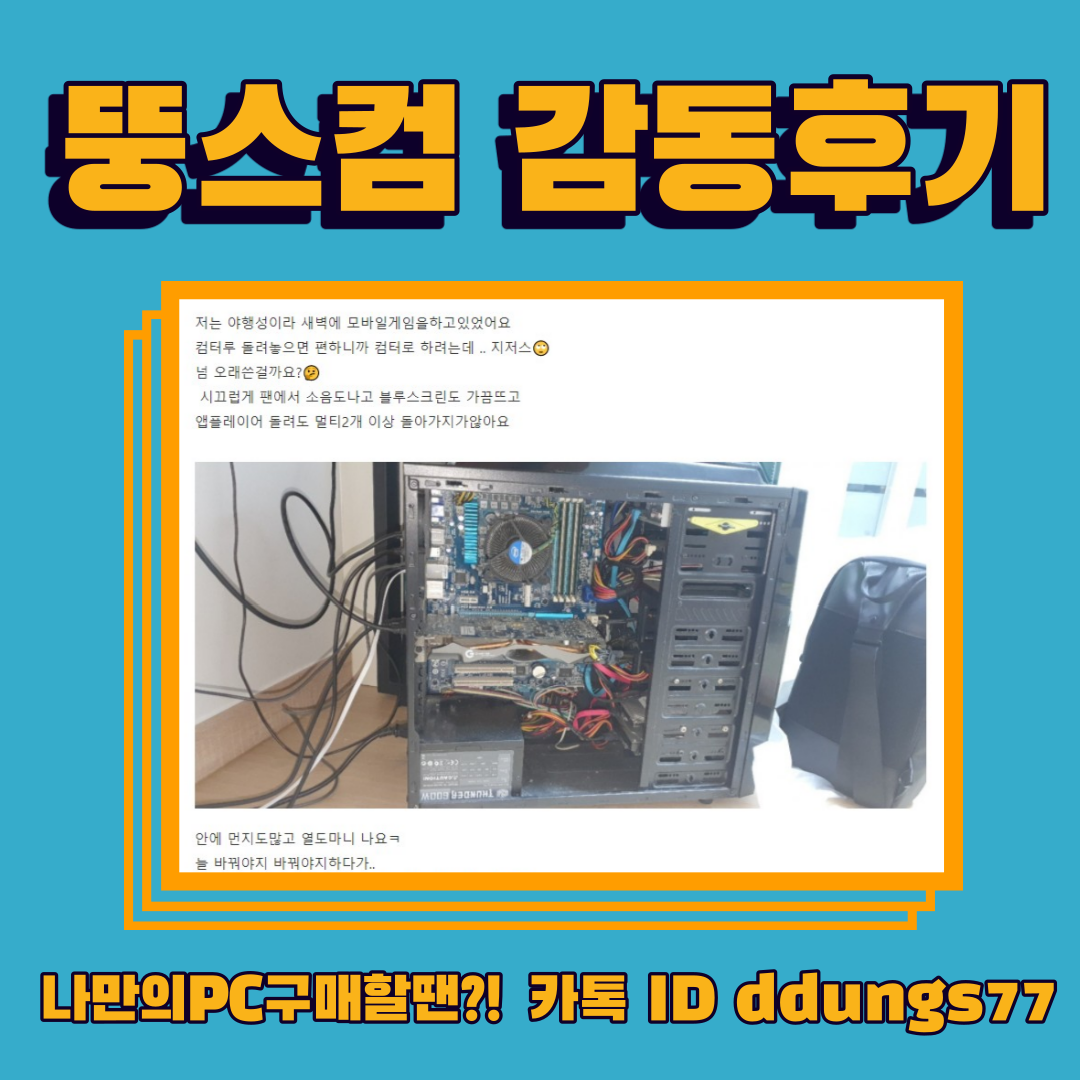 뚱스컴 감동후기
저는 야행성이라 새벽에 모바일게임을하고있었어요
컴터루 돌려놓으면 편하니까 컴터로 하려는데 .. 지저스🙄
넘 오래쓴걸까요?🤔
시끄럽게 팬에서 소음도나고 블루스크린도 가끔뜨고
앱플레이어 돌려도 멀티2개 이상 돌아가지가않아요
THUNDER 600W
안에 먼지도많고 열도마니 나요ㅋ
늘 바꿔야지 바꿔야지하다가..
나만의PC구매할땐?! 카톡 ID ddungs77